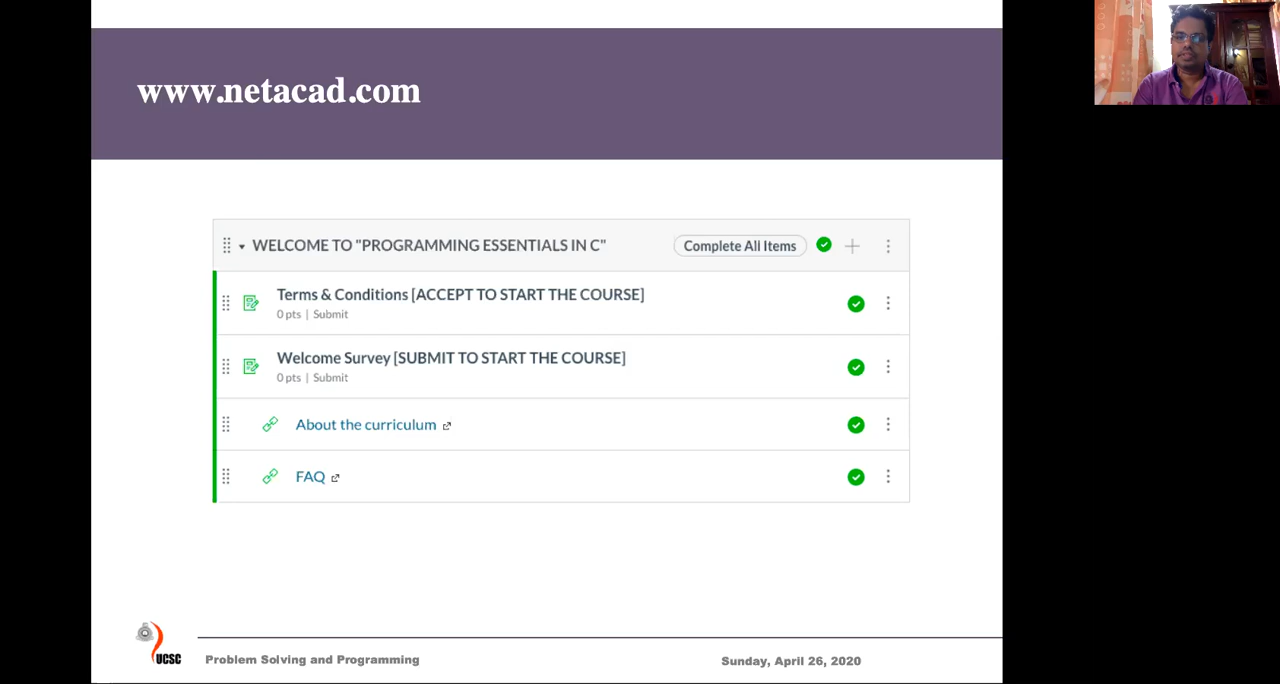 www.netacad.com
WELCOME TO "PROGRAMMING ESSENTIALS IN C" Complete All Items
Terms & Conditions [ACCEPT TO START THE COURSE]
0 pts | Submit
Welcome Survey [SUBMIT TO START THE COURSE]
0 pts | Submit
About the curriculum
FAQ
UCSC
Problem Solving and Programming Sunday, April 26, 2020